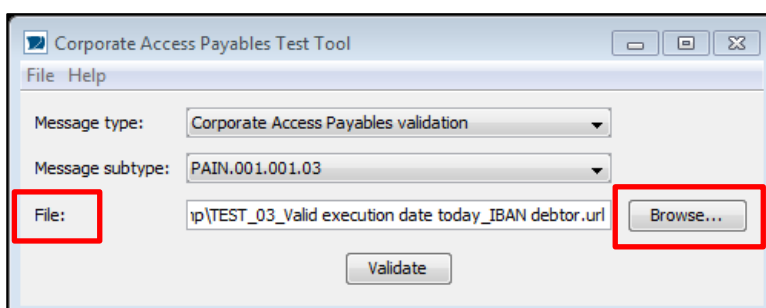 Corporate Access Payables Test Tool
File Help
Message type: Corporate Access Payables validation
Message subtype: PAIN.001.001.03
File: \TEST_03_Valid execution date today_IBAN debtor.url Browse...
Validate